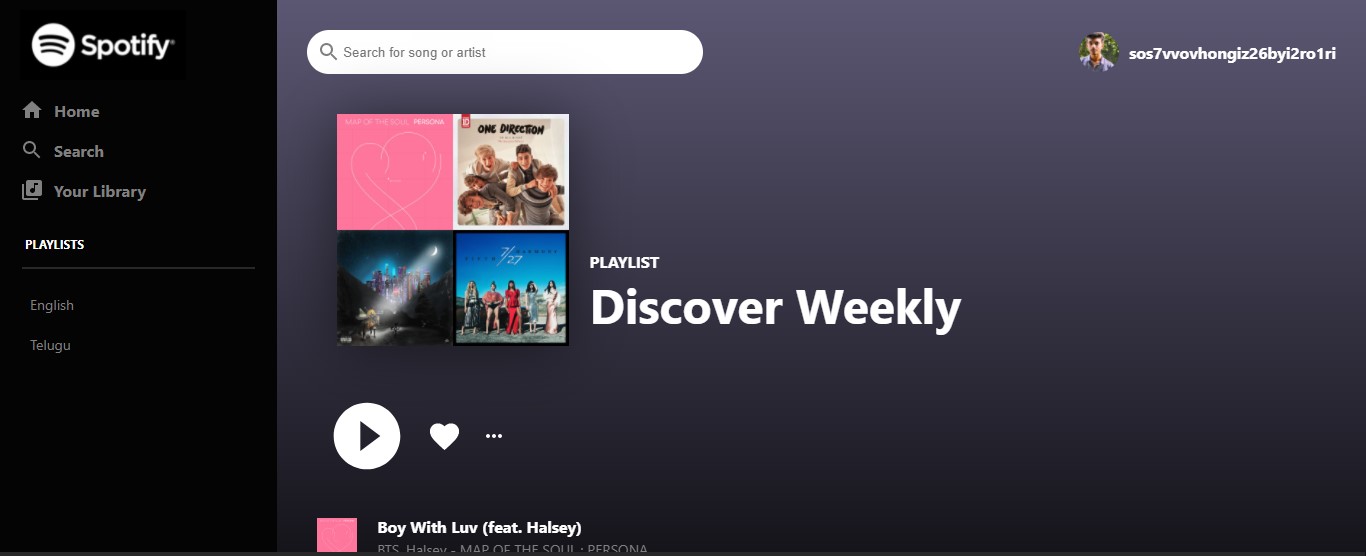 Spotify®
Home
Search
Your Library
PLAYLISTS
English
Telugu
Search for song or artist
sos7vvovhongiz26byi2ro1ri
MAP OF THE SOUL : PERSONA
1D
ONE DIRECTION
7/27
PLAYLIST
Discover Weekly
Boy With Luv (feat. Halsey)
BTS, Halsey - MAP OF THE SOUL : PERSONA